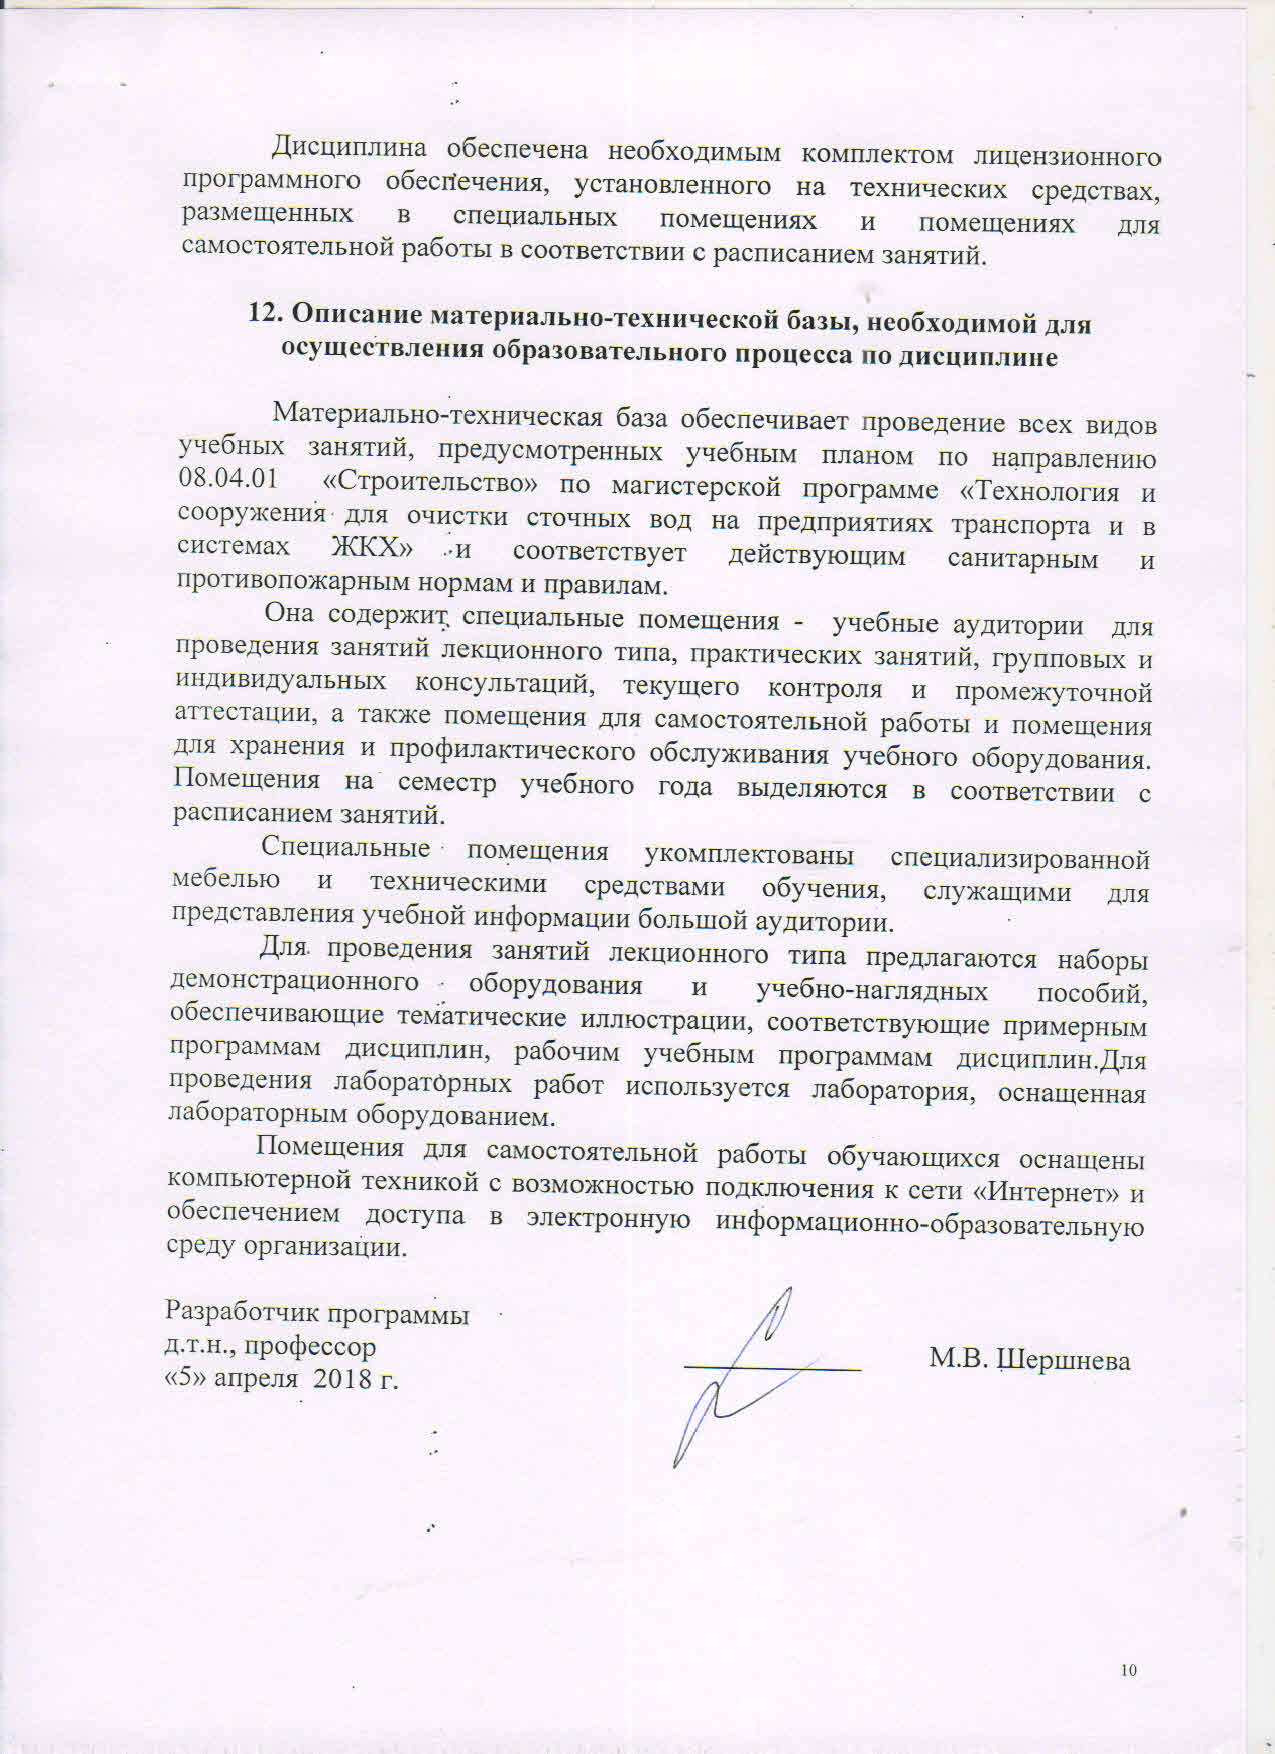 Дисциплина обеспечена необходимым комплектом лицензионного
программного обеспечения, установленного на технических средствах,
размещенных в специальных помещениях и помещениях для
самостоятельной работы в соответствии с расписанием занятий.
12. Описание материально-технической базы, необходимой для
осуществления образовательного процесса по дисциплине
Материально-техническая база обеспечивает проведение всех видов
учебных занятий, предусмотренных учебным планом по направлению
08.04.01 «Строительство» по магистерской программе «Технология и
сооружения для очистки сточных вод на предприятиях транспорта и в
системах ЖКХ» и соответствует действующим санитарным и
противопожарным нормам и правилам.
Она содержит специальные помещения - учебные аудитории для
проведения занятий лекционного типа, практических занятий, групповых и
индивидуальных консультаций, текущего контроля и промежуточной
аттестации, а также помещения для самостоятельной работы и помещения
для хранения и профилактического обслуживания учебного оборудования.
Помещения на семестр учебного года выделяются в соответствии с
расписанием занятий.
Специальные помещения укомплектованы специализированной
мебелью и техническими средствами обучения, служащими для
представления учебной информации большой аудитории.
Для проведения занятий лекционного типа предлагаются наборы
демонстрационного оборудования и учебно-наглядных пособий,
обеспечивающие тематические иллюстрации, соответствующие примерным
программам дисциплин, рабочим учебным программам дисциплин.Для
проведения лабораторных работ используется лаборатория, оснащенная
лабораторным оборудованием.
Помещения для самостоятельной работы обучающихся оснащены
компьютерной техникой с возможностью подключения к сети «Интернет» и
обеспечением доступа в электронную информационно-образовательную
среду организации.
Разработчик программы
д.т.н., профессор
М.В. Шершнева
«5» апреля 2018 г.
10